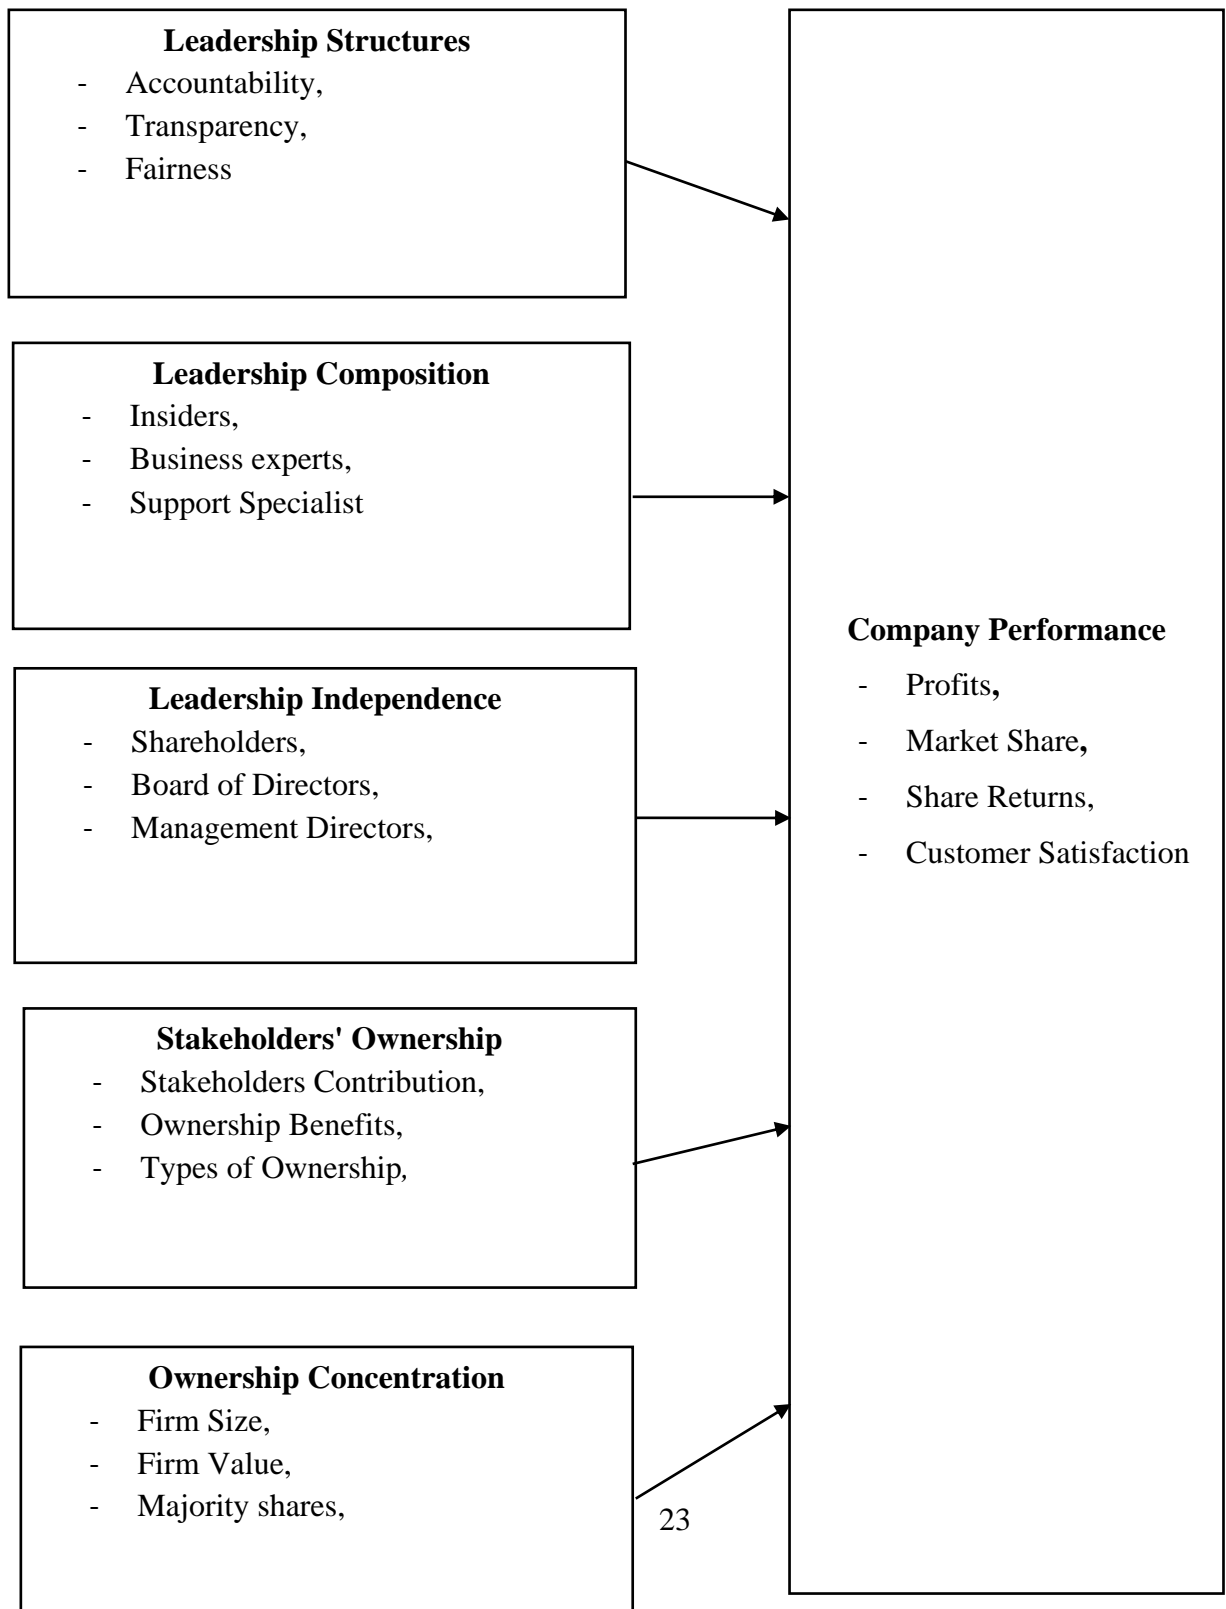 Leadership Structures
- Accountability,
- Transparency,
- Fairness
Leadership Composition
- Insiders,
- Business experts,
- Support Specialist
Leadership Independence
- Shareholders,
- Board of Directors,
- Management Directors,
Stakeholders' Ownership
- Stakeholders Contribution,
- Ownership Benefits,
- Types of Ownership,
Ownership Concentration
- Firm Size,
- Firm Value,
- Majority shares,
Company Performance
- Profits,
- Market Share,
- Share Returns,
- Customer Satisfaction
23